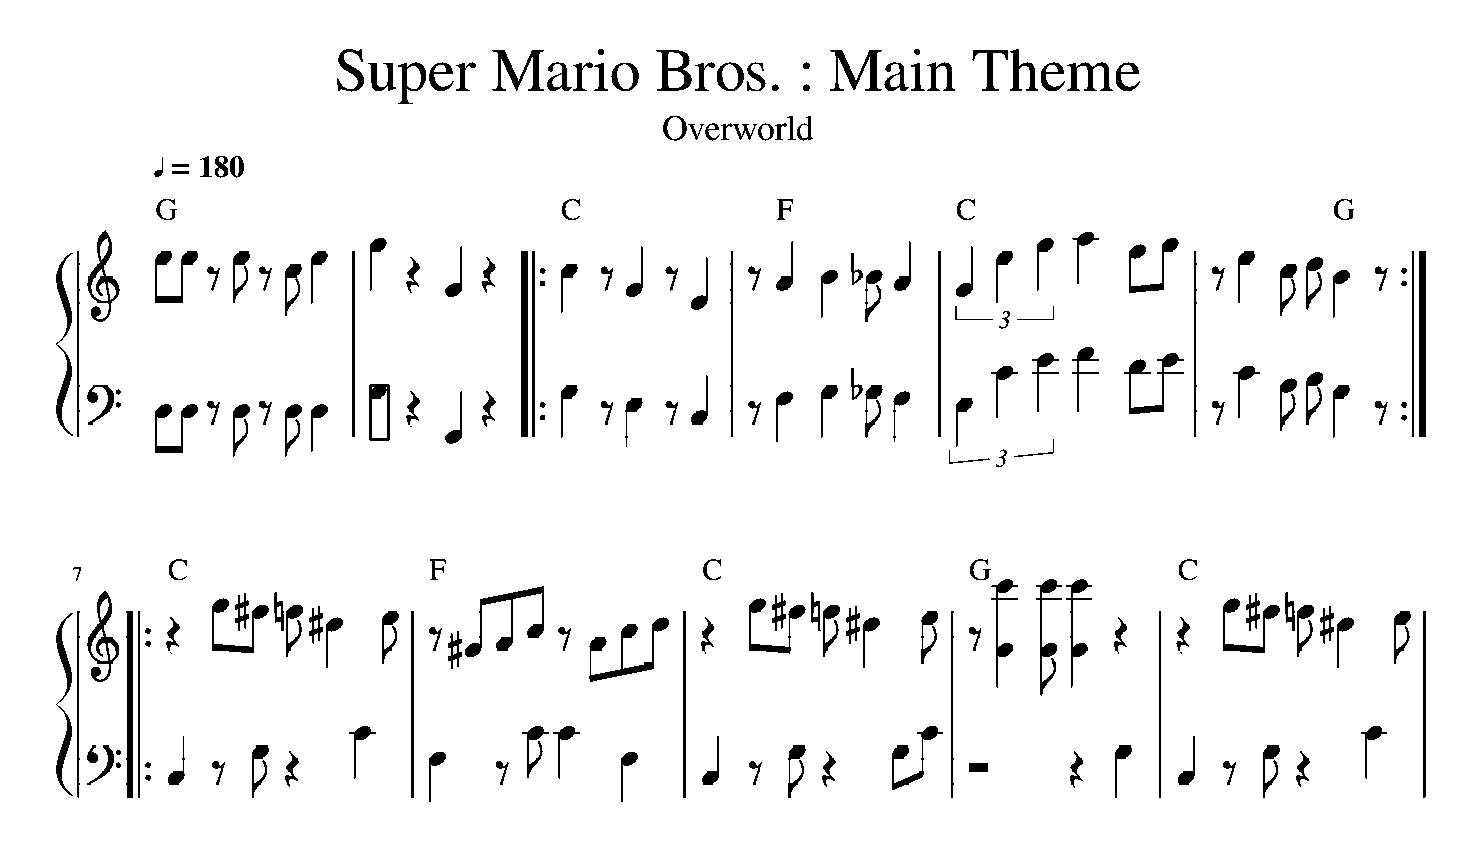 Super Mario Bros. : Main Theme
Overworld
♩ = 180
G C F C G
3
3
7 C F C G C